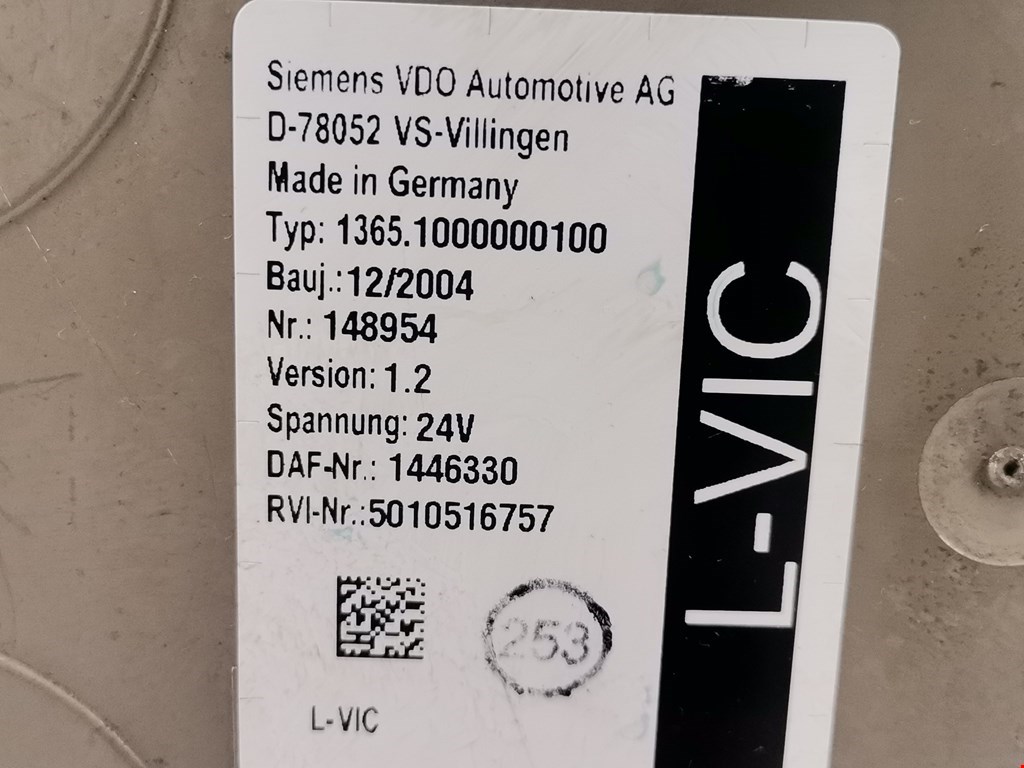 Siemens VDO Automotive AG
D-78052 VS-Villingen
Made in Germany
Typ: 1365.1000000100
Bauj.:12/2004
Nr.: 148954
Version: 1.2
Spannung: 24V
DAF-Nr.: 1446330
RVI-Nr.:5010516757
253
L-VIC
L-VIC